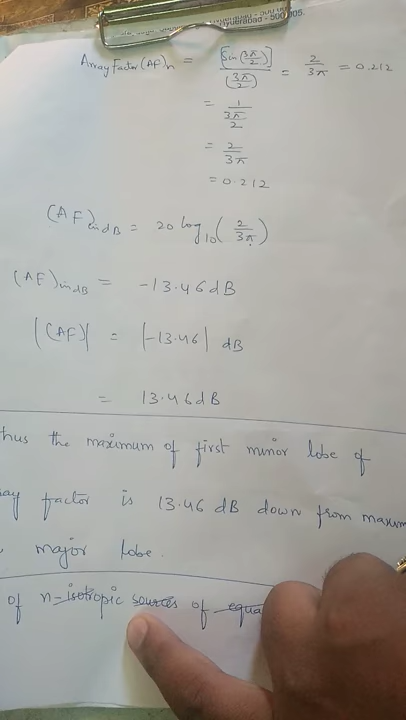 Hyderabad - 500 005.
Array Factor (AF)n = |Sin(3π/2)| / (3π/2) = 2/3π = 0.212
= 1 / (3π/2)
= 2/3π
= 0.212
(AF)in dB = 20 log10 (2/3π)
(AF)in dB = -13.46 dB
|(AF)| = |-13.46| dB
= 13.46 dB
thus the maximum of first minor lobe of
factor is 13.46 dB down from
major lobe.
of n-isotropic sources of